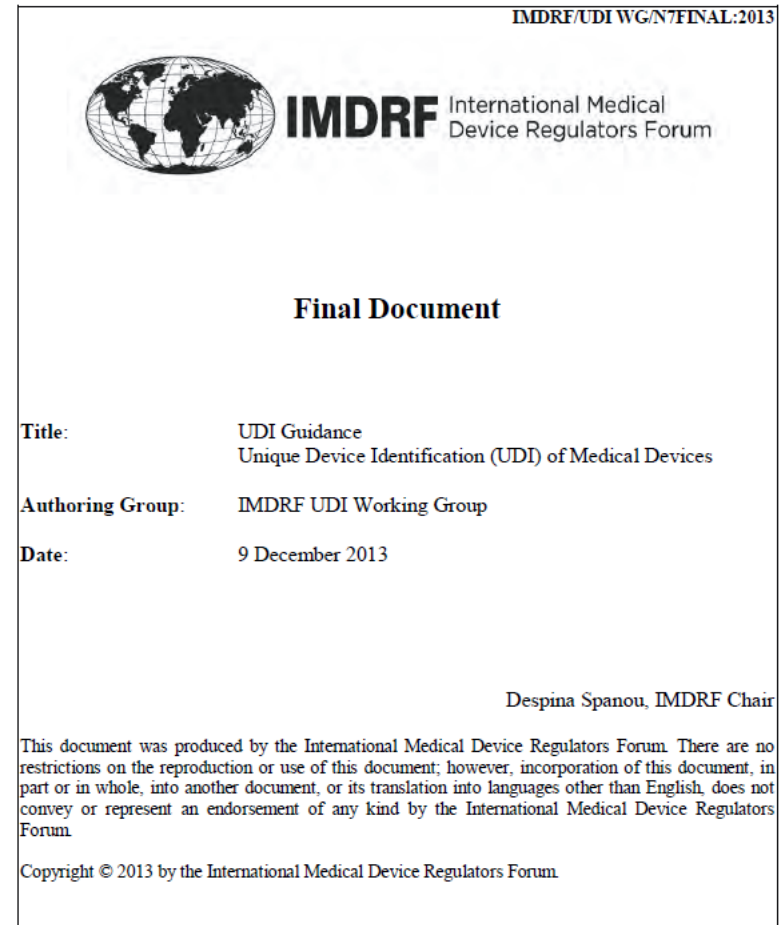 IMDRF/UDI WG/N7FINAL:2013
IMDRF International Medical
Device Regulators Forum
Final Document
Title: UDI Guidance
Unique Device Identification (UDI) of Medical Devices
Authoring Group: IMDRF UDI Working Group
Date: 9 December 2013
Despina Spanou, IMDRF Chair
This document was produced by the International Medical Device Regulators Forum. There are no
restrictions on the reproduction or use of this document; however, incorporation of this document, in
part or in whole, into another document, or its translation into languages other than English, does not
convey or represent an endorsement of any kind by the International Medical Device Regulators
Forum.
Copyright © 2013 by the International Medical Device Regulators Forum.